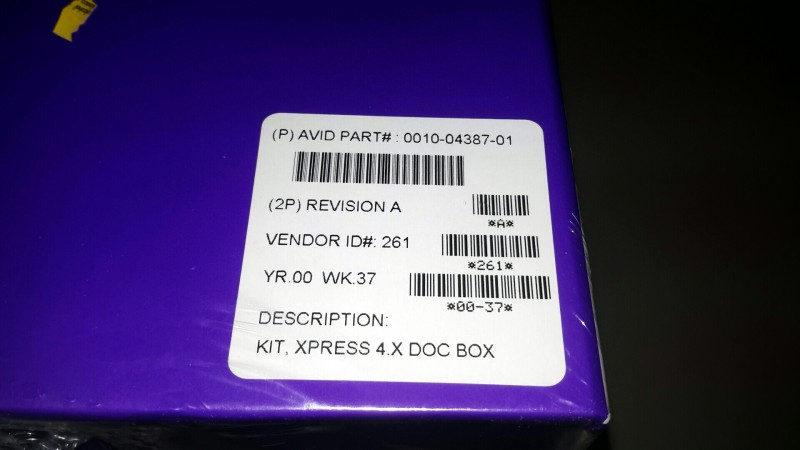 (P) AVID PART# : 0010-04387-01
(2P) REVISION A
*A*
VENDOR ID#: 261
*261*
YR.00 WK.37
*00-37*
DESCRIPTION:
KIT, XPRESS 4.X DOC BOX